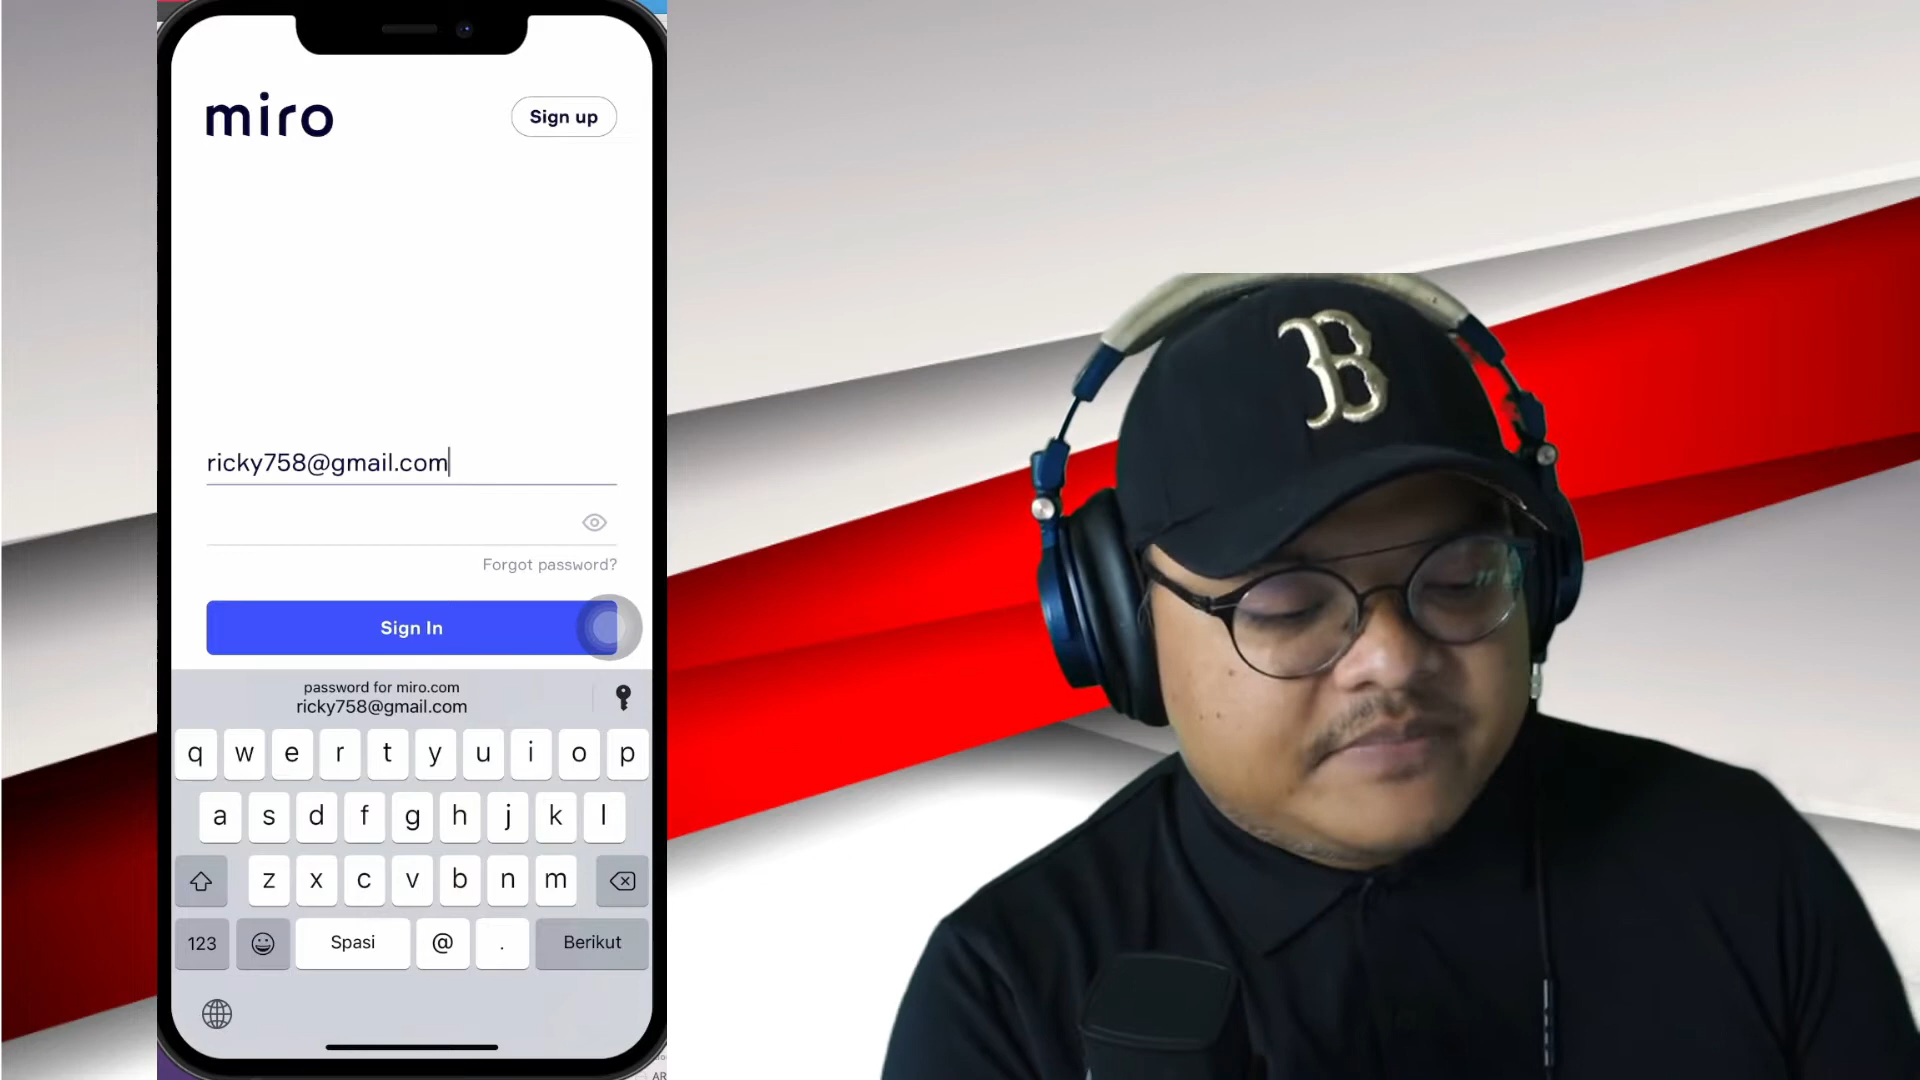 miro
Sign up
B
ricky758@gmail.com
Forgot password?
Sign In
password for miro.com
ricky758@gmail.com
q w e r t y u i o p
a s d f g h j k l
z x c v b n m
123 Spasi @ . Berikut
AR